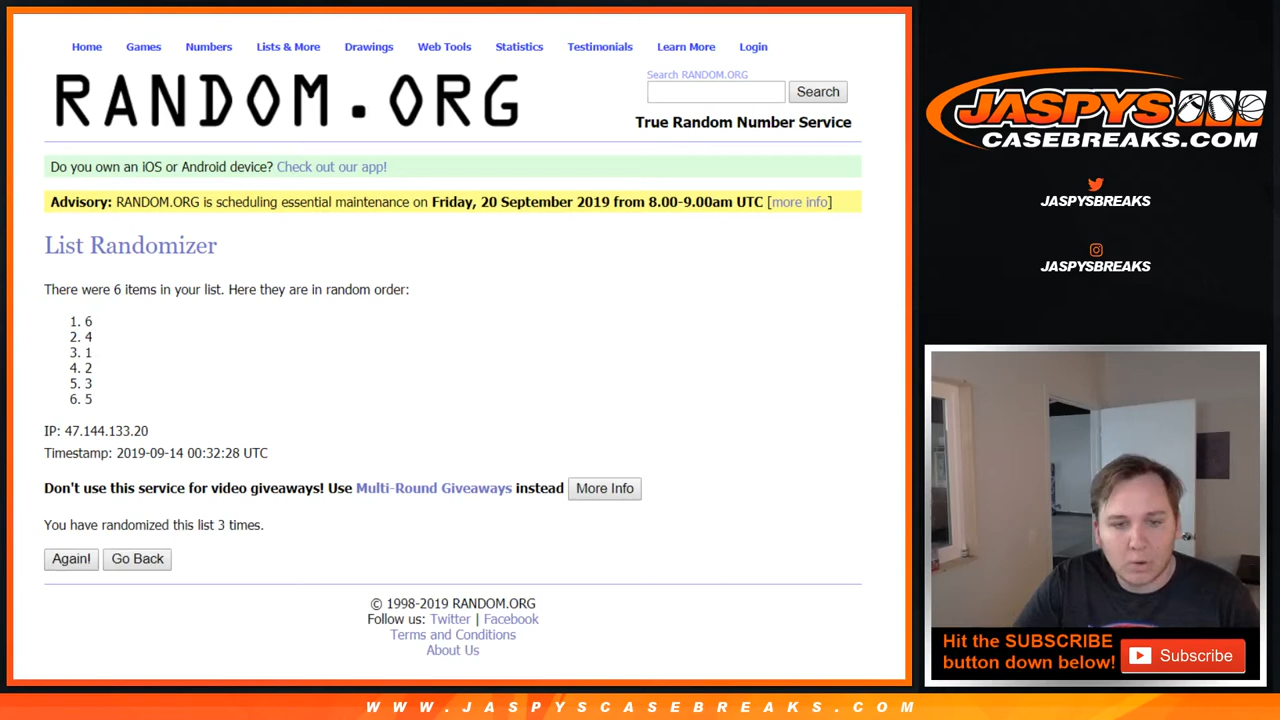 Home Games Numbers Lists & More Drawings Web Tools Statistics Testimonials Learn More Login
RANDOM.ORG
Search RANDOM.ORG
Search
True Random Number Service
Do you own an iOS or Android device? Check out our app!
Advisory: RANDOM.ORG is scheduling essential maintenance on Friday, 20 September 2019 from 8.00-9.00am UTC [more info]
List Randomizer
There were 6 items in your list. Here they are in random order:
1. 6
2. 4
3. 1
4. 2
5. 3
6. 5
IP: 47.144.133.20
Timestamp: 2019-09-14 00:32:28 UTC
Don't use this service for video giveaways! Use Multi-Round Giveaways instead More Info
You have randomized this list 3 times.
Again! Go Back
© 1998-2019 RANDOM.ORG
Follow us: Twitter | Facebook
Terms and Conditions
About Us
JASPYS
CASEBREAKS.COM
JASPYSBREAKS
JASPYSBREAKS
Hit the SUBSCRIBE
button down below!
Subscribe
WWW.JASPYSCASEBREAKS.COM